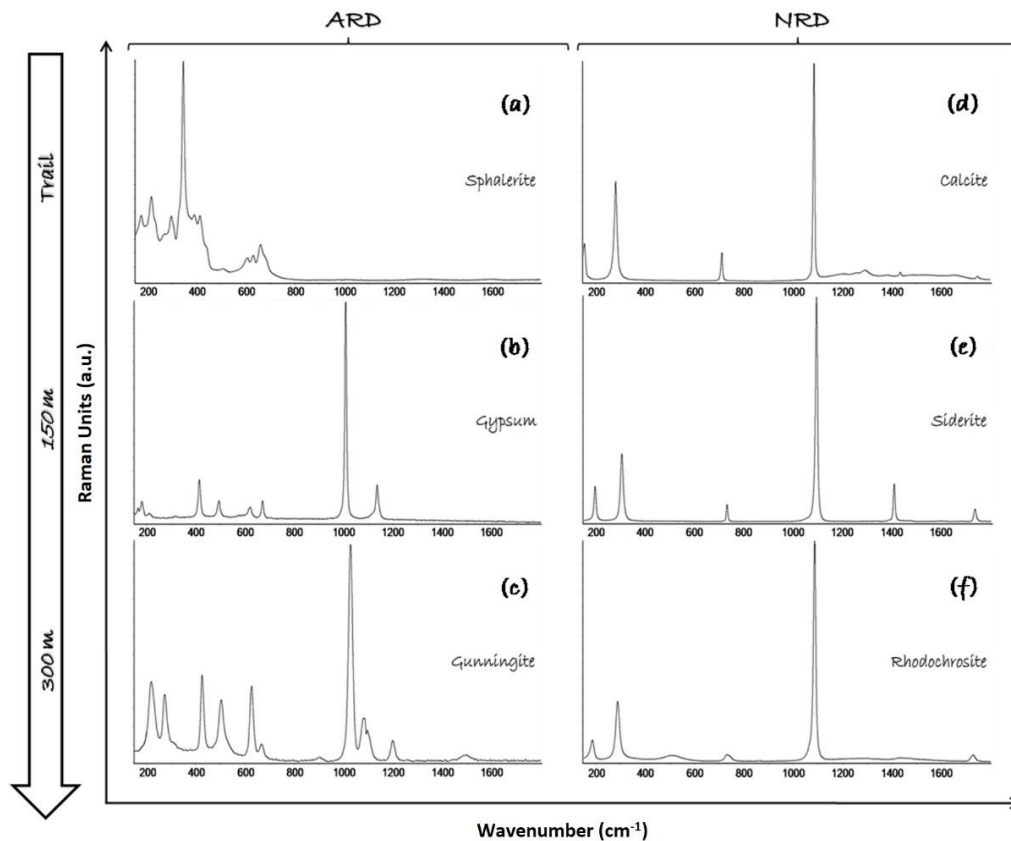 ARD
NRD
Trail
150 m
300 m
Raman Units (a.u.)
(a)
Sphalerite
200 400 600 800 1000 1200 1400 1600
(b)
Gypsum
200 400 600 800 1000 1200 1400 1600
(c)
Gunningite
200 400 600 800 1000 1200 1400 1600
(d)
Calcite
200 400 600 800 1000 1200 1400 1600
(e)
Siderite
200 400 600 800 1000 1200 1400 1600
(f)
Rhodochrosite
200 400 600 800 1000 1200 1400 1600
Wavenumber (cm⁻¹)